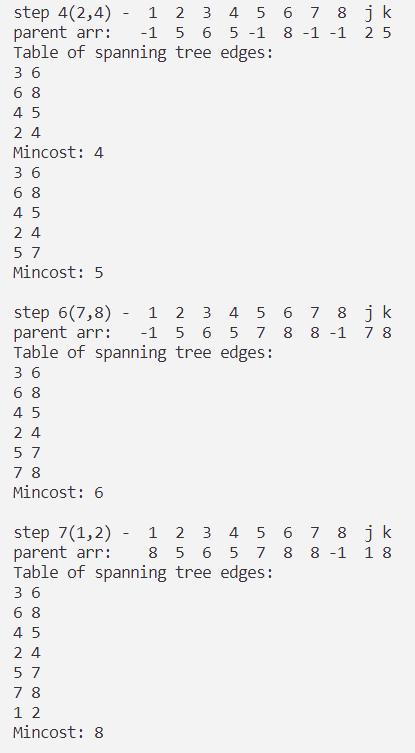 step 4(2,4) - 1 2 3 4 5 6 7 8 j k
parent arr: -1 5 6 5 -1 8 -1 -1 2 5
Table of spanning tree edges:
3 6
6 8
4 5
2 4
Mincost: 4
3 6
6 8
4 5
2 4
5 7
Mincost: 5
step 6(7,8) - 1 2 3 4 5 6 7 8 j k
parent arr: -1 5 6 5 7 8 8 -1 7 8
Table of spanning tree edges:
3 6
6 8
4 5
2 4
5 7
7 8
Mincost: 6
step 7(1,2) - 1 2 3 4 5 6 7 8 j k
parent arr: 8 5 6 5 7 8 8 -1 1 8
Table of spanning tree edges:
3 6
6 8
4 5
2 4
5 7
7 8
1 2
Mincost: 8